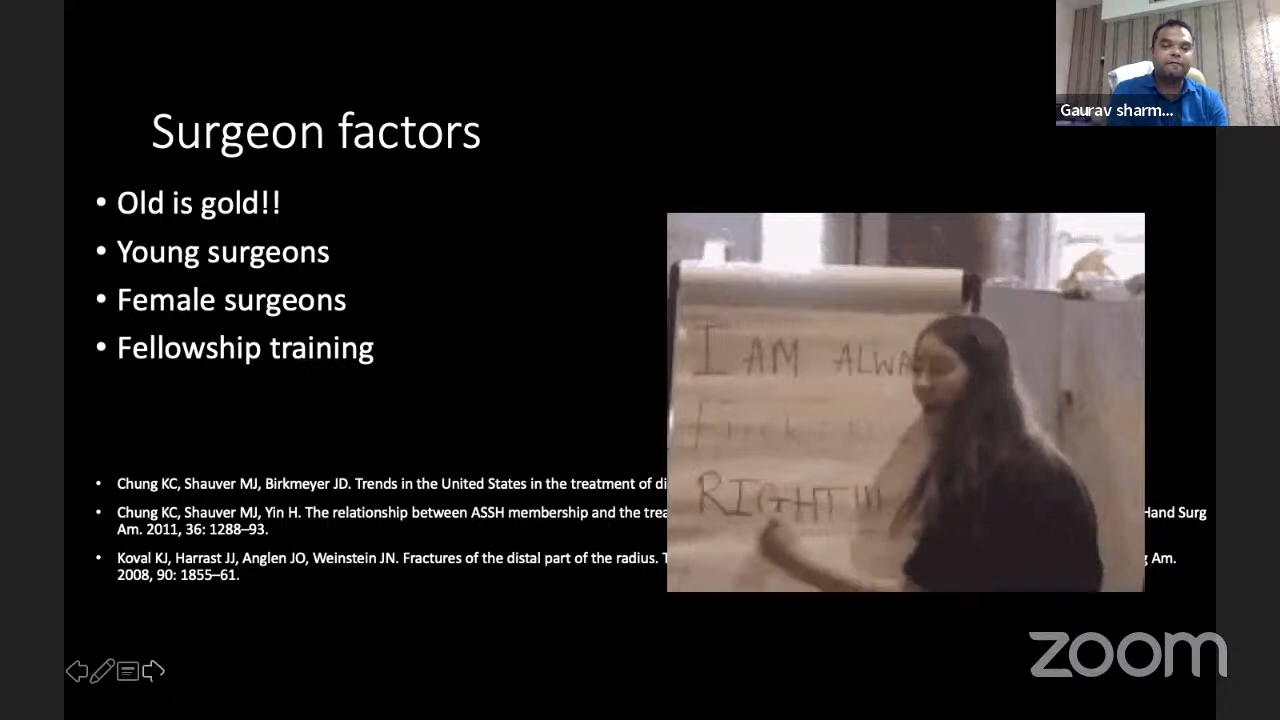 Gaurav sharm...
Surgeon factors
• Old is gold!!
• Young surgeons
• Female surgeons
• Fellowship training
I AM ALWA
RIGHT!!!
• Chung KC, Shauver MJ, Birkmeyer JD. Trends in the United States in the treatment of di
• Chung KC, Shauver MJ, Yin H. The relationship between ASSH membership and the trea Hand Surg
Am. 2011, 36: 1288–93.
• Koval KJ, Harrast JJ, Anglen JO, Weinstein JN. Fractures of the distal part of the radius. T Am.
2008, 90: 1855–61.
zoom